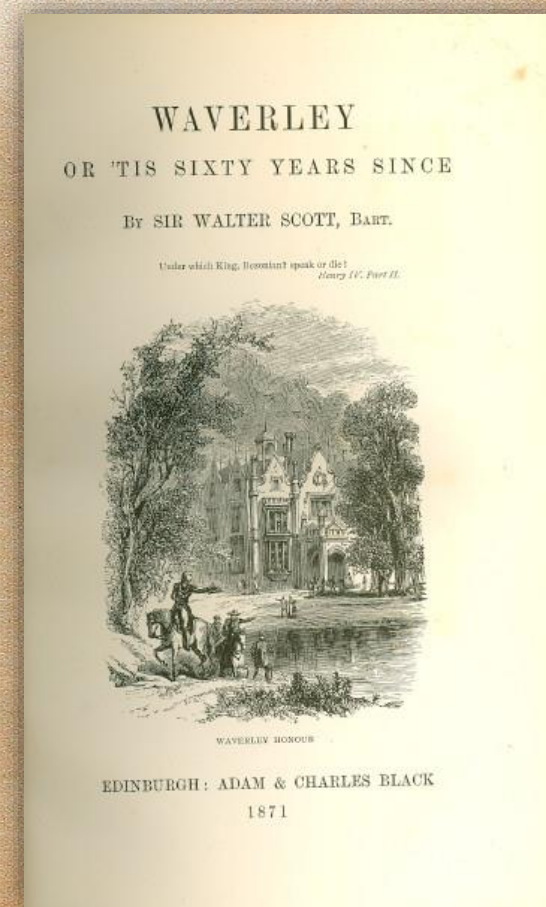 WAVERLEY
OR 'TIS SIXTY YEARS SINCE
BY SIR WALTER SCOTT, BART.
Under which King, Bezonian? speak or die!
Henry IV. Part II.
WAVERLEY HONOUR
EDINBURGH: ADAM & CHARLES BLACK
1871